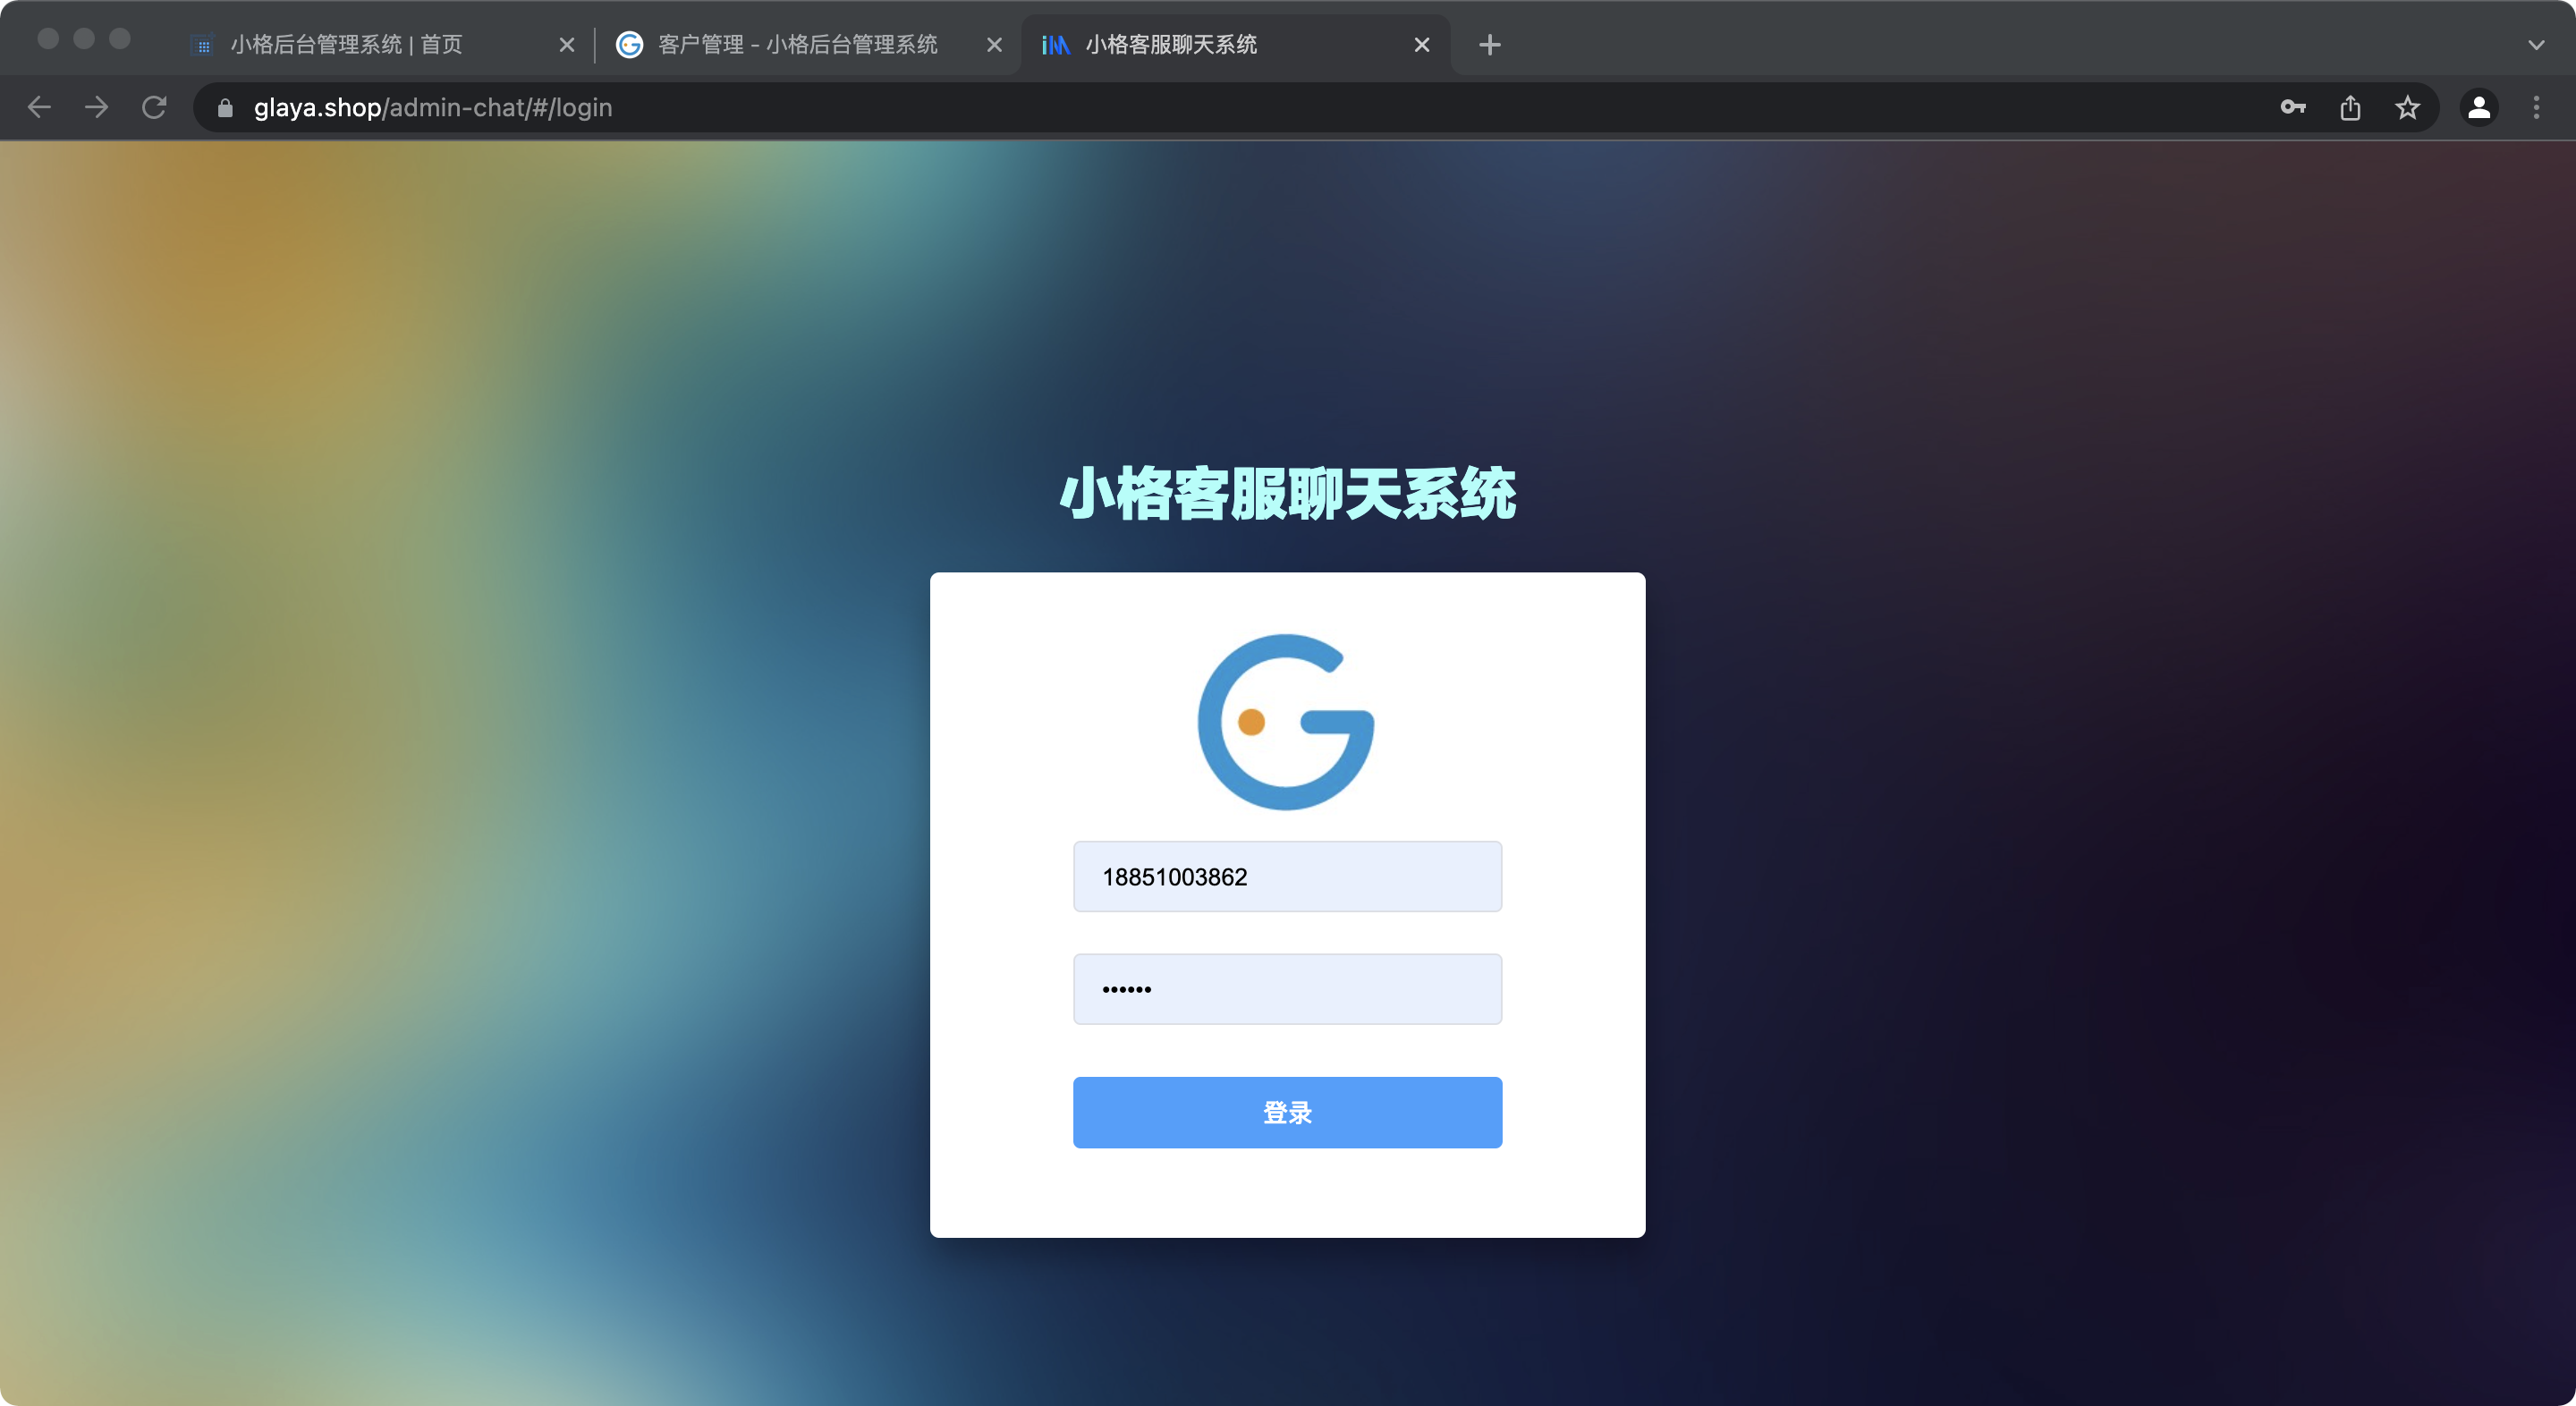 小格后台管理系统 | 首页
客户管理 - 小格后台管理系统
小格客服聊天系统
glaya.shop/admin-chat/#/login
小格客服聊天系统
18851003862
••••••
登录